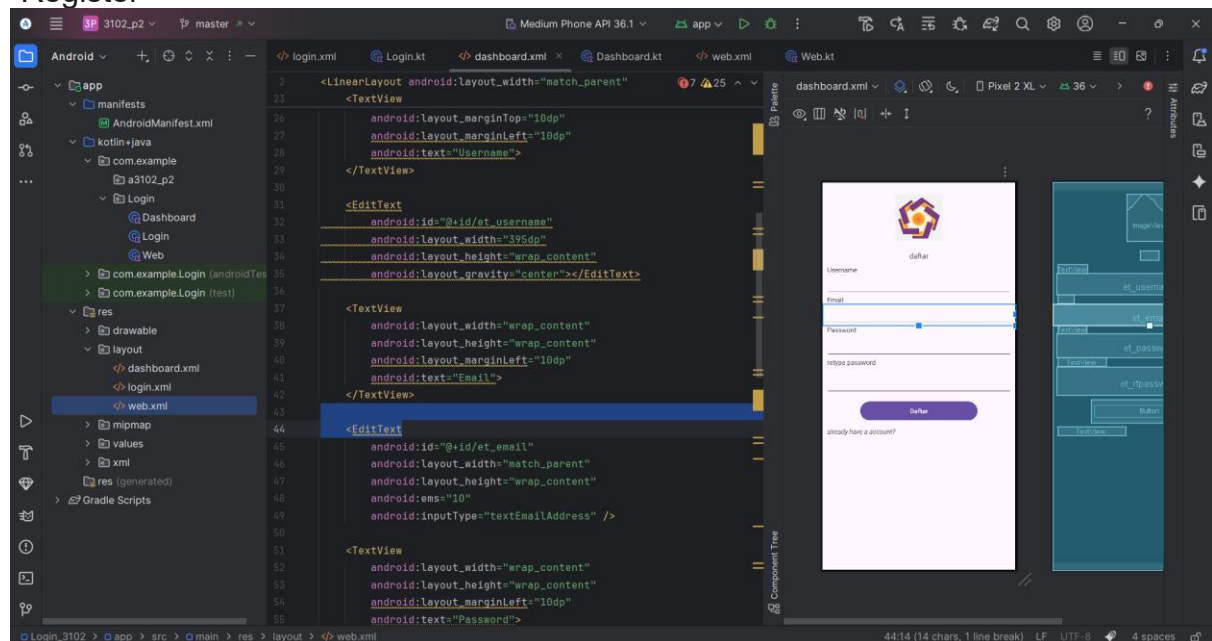 Register
3102_p2
master
Medium Phone API 36.1
app
Android
login.xml
Login.kt
dashboard.xml
Dashboard.kt
web.xml
Web.kt
app
manifests
AndroidManifest.xml
kotlin+java
com.example
a3102_p2
Login
Dashboard
Login
Web
com.example.Login (androidTes
com.example.Login (test)
res
drawable
layout
dashboard.xml
login.xml
web.xml
mipmap
values
xml
res (generated)
Gradle Scripts
7 25
2 <LinearLayout android:layout_width="match_parent"
23 <TextView
26 android:layout_marginTop="10dp"
27 android:layout_marginLeft="10dp"
28 android:text="Username">
29 </TextView>
30
31 <EditText
32 android:id="@+id/et_username"
33 android:layout_width="395dp"
34 android:layout_height="wrap_content"
35 android:layout_gravity="center"></EditText>
36
37 <TextView
38 android:layout_width="wrap_content"
39 android:layout_height="wrap_content"
40 android:layout_marginLeft="10dp"
41 android:text="Email">
42 </TextView>
43
44 <EditText
45 android:id="@+id/et_email"
46 android:layout_width="match_parent"
47 android:layout_height="wrap_content"
48 android:ems="10"
49 android:inputType="textEmailAddress" />
50
51 <TextView
52 android:layout_width="wrap_content"
53 android:layout_height="wrap_content"
54 android:layout_marginLeft="10dp"
55 android:text="Password">
Palette
Component Tree
dashboard.xml
Pixel 2 XL
36
Attributes
daftar
Username
Email
Password
retype password
Daftar
already have a account?
ImageView
TextView
et_userna
et_ema
TextView
et_passw
TextView
et_rtpassw
Button
TextView
Login_3102 > app > src > main > res > layout > web.xml
44:14 (14 chars, 1 line break) LF UTF-8 4 spaces